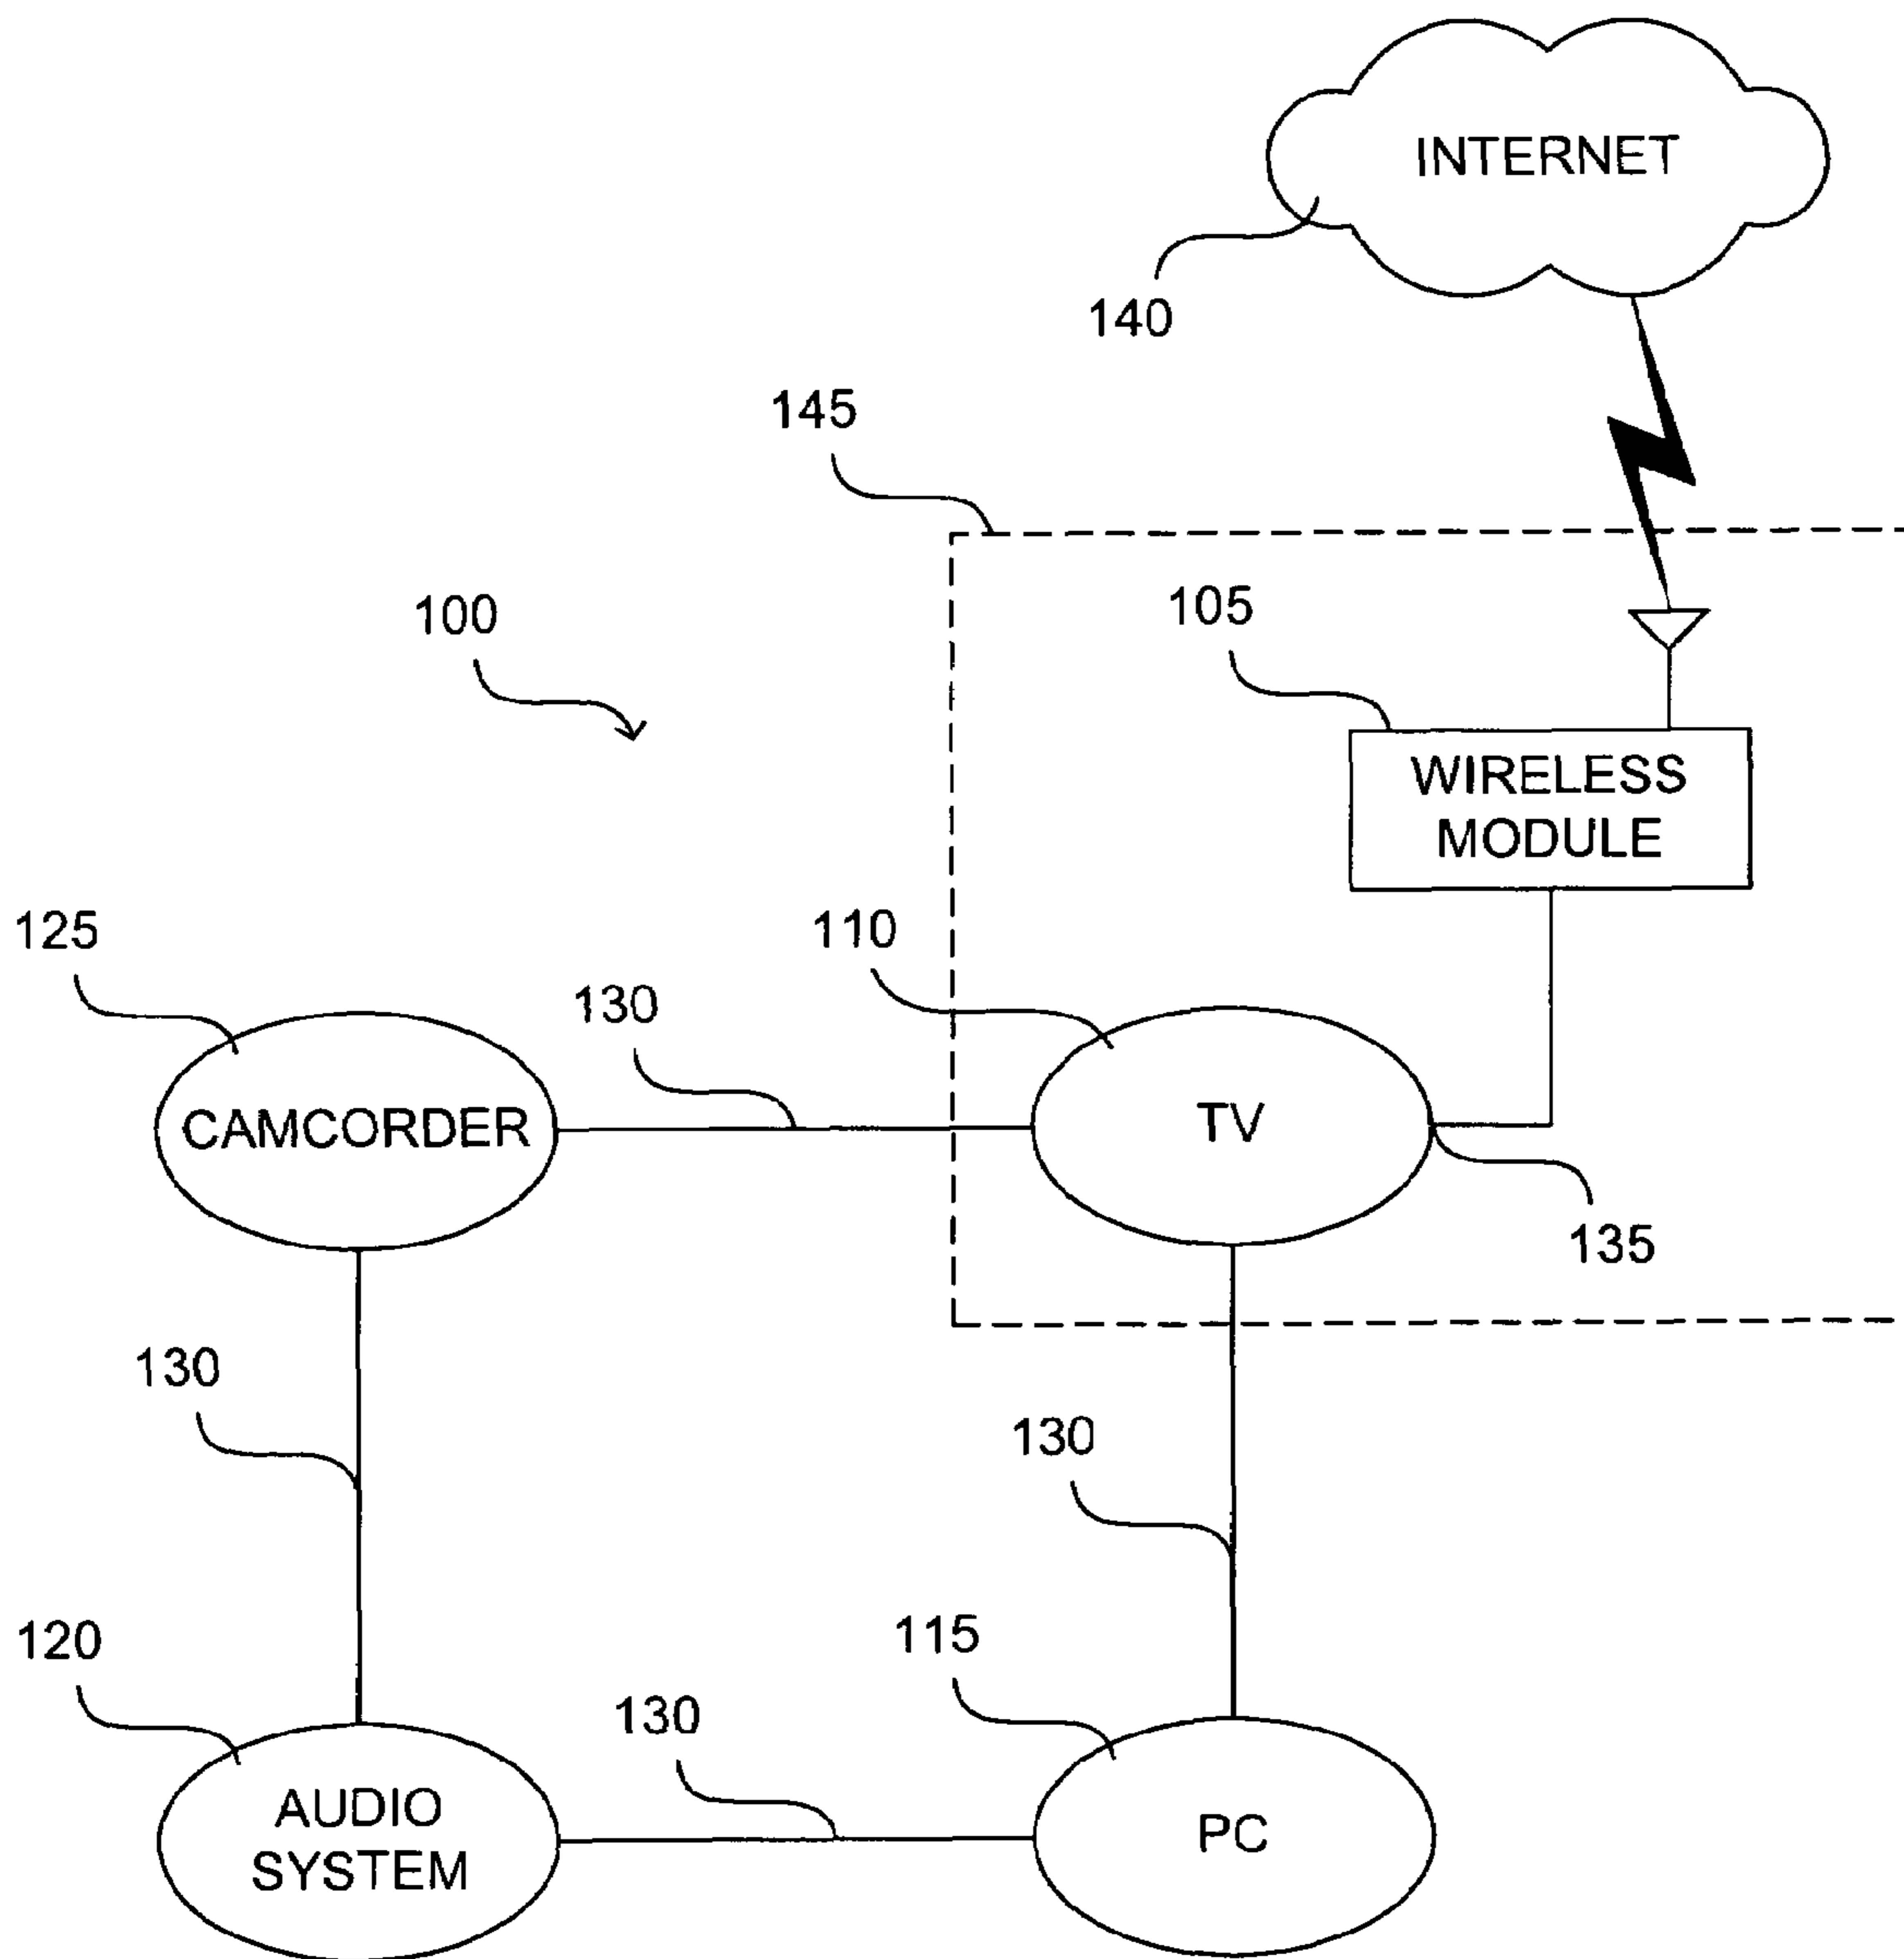 INTERNET
140
145
100
105
WIRELESS
MODULE
125
110
130
CAMCORDER
TV
135
130
130
120
115
130
AUDIO
SYSTEM
PC